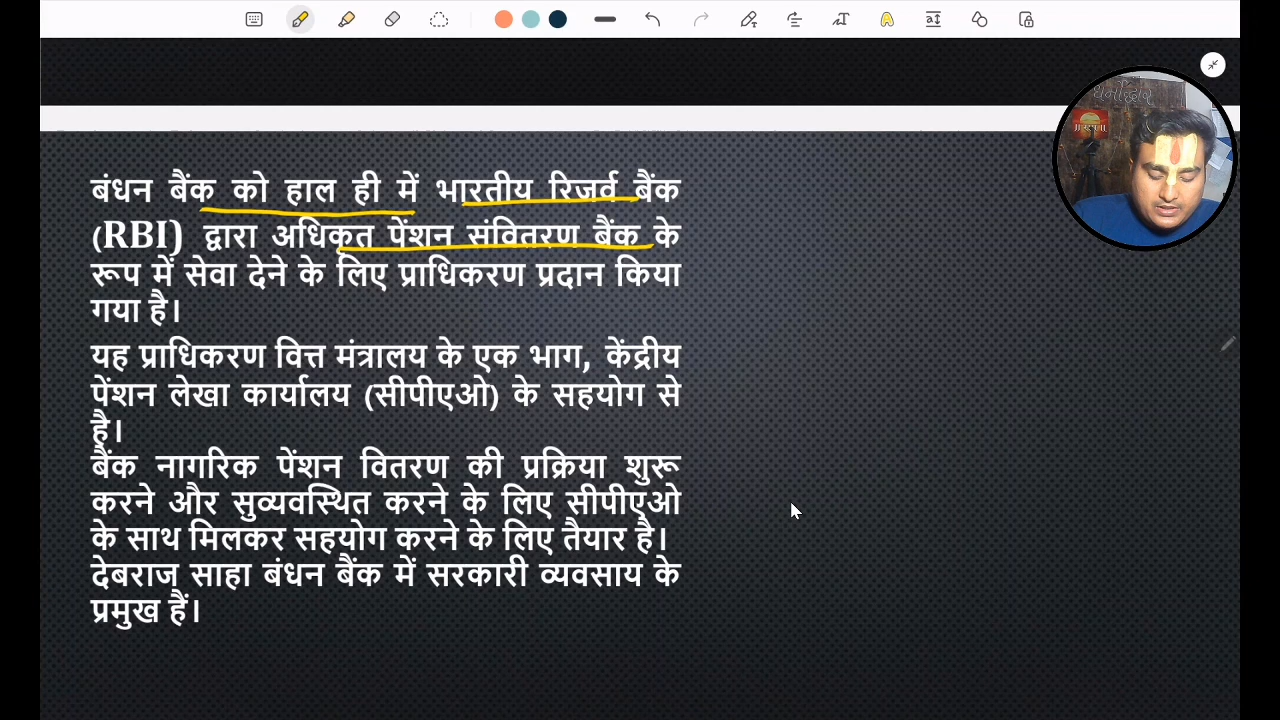 बंधन बैंक को हाल ही में भारतीय रिजर्व बैंक
(RBI) द्वारा अधिकृत पेंशन संवितरण बैंक के
रूप में सेवा देने के लिए प्राधिकरण प्रदान किया
गया है।
यह प्राधिकरण वित्त मंत्रालय के एक भाग, केंद्रीय
पेंशन लेखा कार्यालय (सीपीएओ) के सहयोग से
है।
बैंक नागरिक पेंशन वितरण की प्रक्रिया शुरू
करने और सुव्यवस्थित करने के लिए सीपीएओ
के साथ मिलकर सहयोग करने के लिए तैयार है।
देबराज साहा बंधन बैंक में सरकारी व्यवसाय के
प्रमुख हैं।